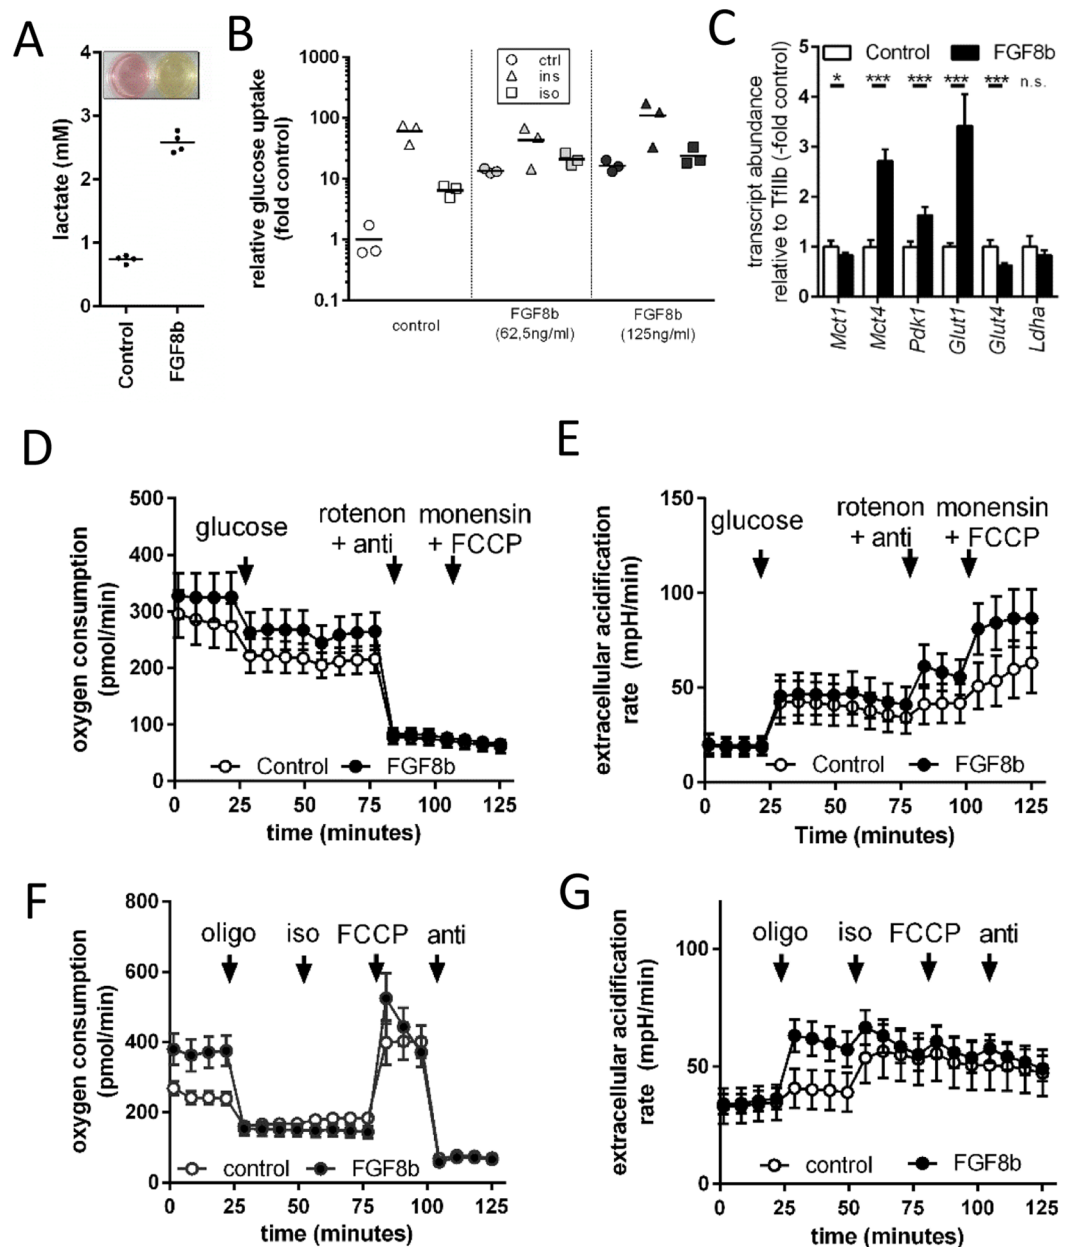 A
lactate (mM)
4
3
2
1
0
Control
FGF8b
B
relative glucose uptake
(fold control)
1000
100
10
1
0.1
ctrl
ins
iso
control
FGF8b
(62,5ng/ml)
FGF8b
(125ng/ml)
C
transcript abundance
relative to TfIIb (-fold control)
5
4
3
2
1
0
Control FGF8b
* *** *** *** *** n.s.
Mct1
Mct4
Pdk1
Glut1
Glut4
Ldha
D
oxygen consumption
(pmol/min)
500
400
300
200
100
0
glucose
rotenon
+ anti
monensin
+ FCCP
Control FGF8b
0 25 50 75 100 125
time (minutes)
E
extracellular acidification
rate (mpH/min)
150
100
50
0
glucose
rotenon
+ anti
monensin
+ FCCP
Control FGF8b
0 25 50 75 100 125
Time (minutes)
F
oxygen consumption
(pmol/min)
800
600
400
200
0
oligo iso FCCP anti
control FGF8b
0 25 50 75 100 125
time (minutes)
G
extracellular acidification
rate (mpH/min)
100
50
0
oligo iso FCCP anti
control FGF8b
0 25 50 75 100 125
time (minutes)